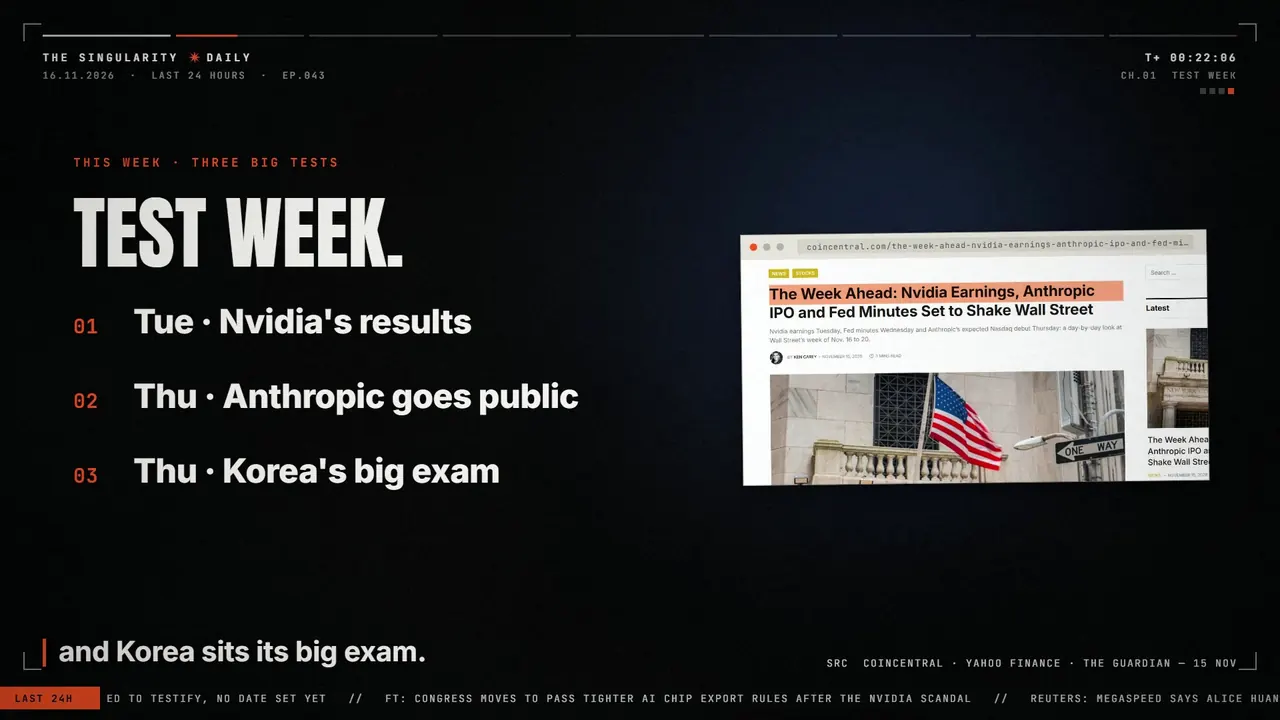 THE SINGULARITY DAILY
16.11.2026 · LAST 24 HOURS · EP.043
T+ 00:22:06
CH.01 TEST WEEK
THIS WEEK · THREE BIG TESTS
TEST WEEK.
01 Tue · Nvidia's results
02 Thu · Anthropic goes public
03 Thu · Korea's big exam
coincentral.com/the-week-ahead-nvidia-earnings-anthropic-ipo-and-fed-mi…
NEWS STOCKS
The Week Ahead: Nvidia Earnings, Anthropic
IPO and Fed Minutes Set to Shake Wall Street
Nvidia earnings Tuesday, Fed minutes Wednesday and Anthropic's expected Nasdaq debut Thursday: a day-by-day look at
Wall Street's week of Nov. 16 to 20.
Search ...
Latest
ONE WAY
The Week Ahea
Anthropic IPO a
Shake Wall Stre
and Korea sits its big exam.
SRC COINCENTRAL · YAHOO FINANCE · THE GUARDIAN — 15 NOV
LAST 24H
ED TO TESTIFY, NO DATE SET YET // FT: CONGRESS MOVES TO PASS TIGHTER AI CHIP EXPORT RULES AFTER THE NVIDIA SCANDAL // REUTERS: MEGASPEED SAYS ALICE HUAN